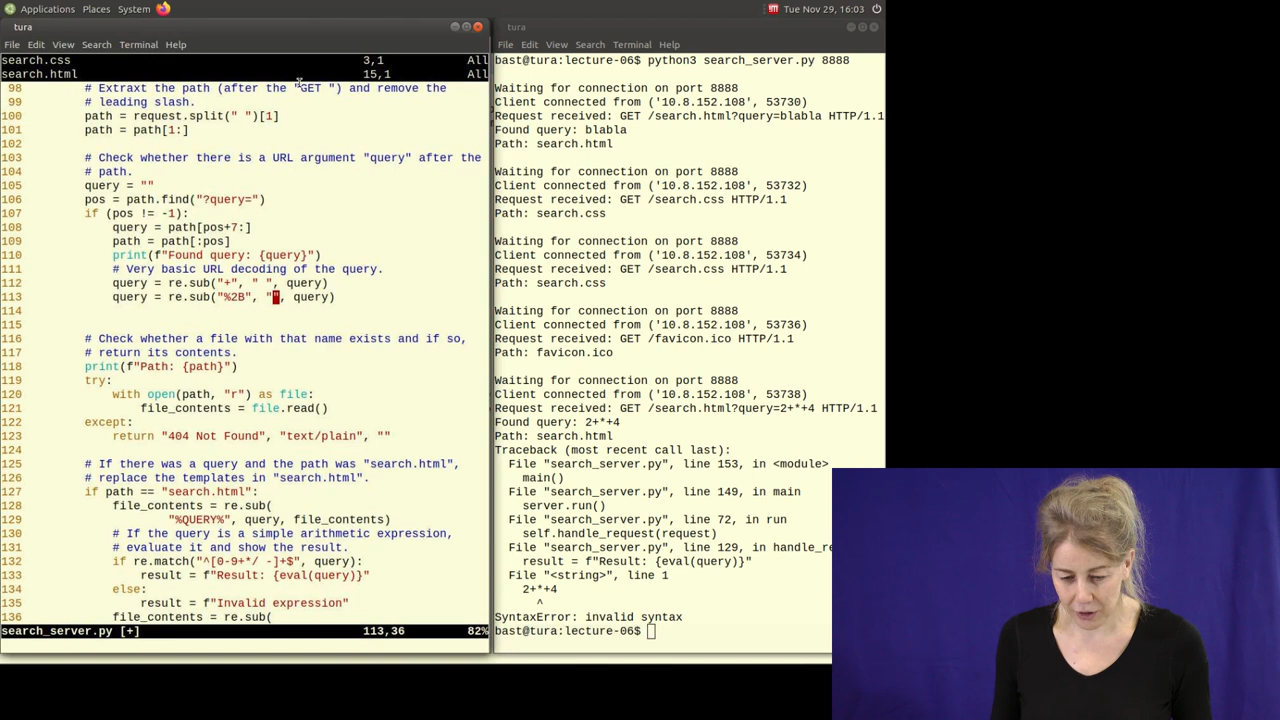 Applications Places System Tue Nov 29, 16:03
tura
File Edit View Search Terminal Help
search.css 3,1 All
search.html 15,1 All
98 # Extraxt the path (after the "GET ") and remove the
99 # leading slash.
100 path = request.split(" ")[1]
101 path = path[1:]
102
103 # Check whether there is a URL argument "query" after the
104 # path.
105 query = ""
106 pos = path.find("?query=")
107 if (pos != -1):
108 query = path[pos+7:]
109 path = path[:pos]
110 print(f"Found query: {query}")
111 # Very basic URL decoding of the query.
112 query = re.sub("+", " ", query)
113 query = re.sub("%2B", "", query)
114
115
116 # Check whether a file with that name exists and if so,
117 # return its contents.
118 print(f"Path: {path}")
119 try:
120 with open(path, "r") as file:
121 file_contents = file.read()
122 except:
123 return "404 Not Found", "text/plain", ""
124
125 # If there was a query and the path was "search.html",
126 # replace the templates in "search.html".
127 if path == "search.html":
128 file_contents = re.sub(
129 "%QUERY%", query, file_contents)
130 # If the query is a simple arithmetic expression,
131 # evaluate it and show the result.
132 if re.match("^[0-9+*/ -]+$", query):
133 result = f"Result: {eval(query)}"
134 else:
135 result = f"Invalid expression"
136 file_contents = re.sub(
search_server.py [+] 113,36 82%
tura
File Edit View Search Terminal Help
bast@tura:lecture-06$ python3 search_server.py 8888
Waiting for connection on port 8888
Client connected from ('10.8.152.108', 53730)
Request received: GET /search.html?query=blabla HTTP/1.1
Found query: blabla
Path: search.html
Waiting for connection on port 8888
Client connected from ('10.8.152.108', 53732)
Request received: GET /search.css HTTP/1.1
Path: search.css
Waiting for connection on port 8888
Client connected from ('10.8.152.108', 53734)
Request received: GET /search.css HTTP/1.1
Path: search.css
Waiting for connection on port 8888
Client connected from ('10.8.152.108', 53736)
Request received: GET /favicon.ico HTTP/1.1
Path: favicon.ico
Waiting for connection on port 8888
Client connected from ('10.8.152.108', 53738)
Request received: GET /search.html?query=2+*+4 HTTP/1.1
Found query: 2+*+4
Path: search.html
Traceback (most recent call last):
File "search_server.py", line 153, in <module>
main()
File "search_server.py", line 149, in main
server.run()
File "search_server.py", line 72, in run
self.handle_request(request)
File "search_server.py", line 129, in handle_re
result = f"Result: {eval(query)}"
File "<string>", line 1
2+*+4
^
SyntaxError: invalid syntax
bast@tura:lecture-06$